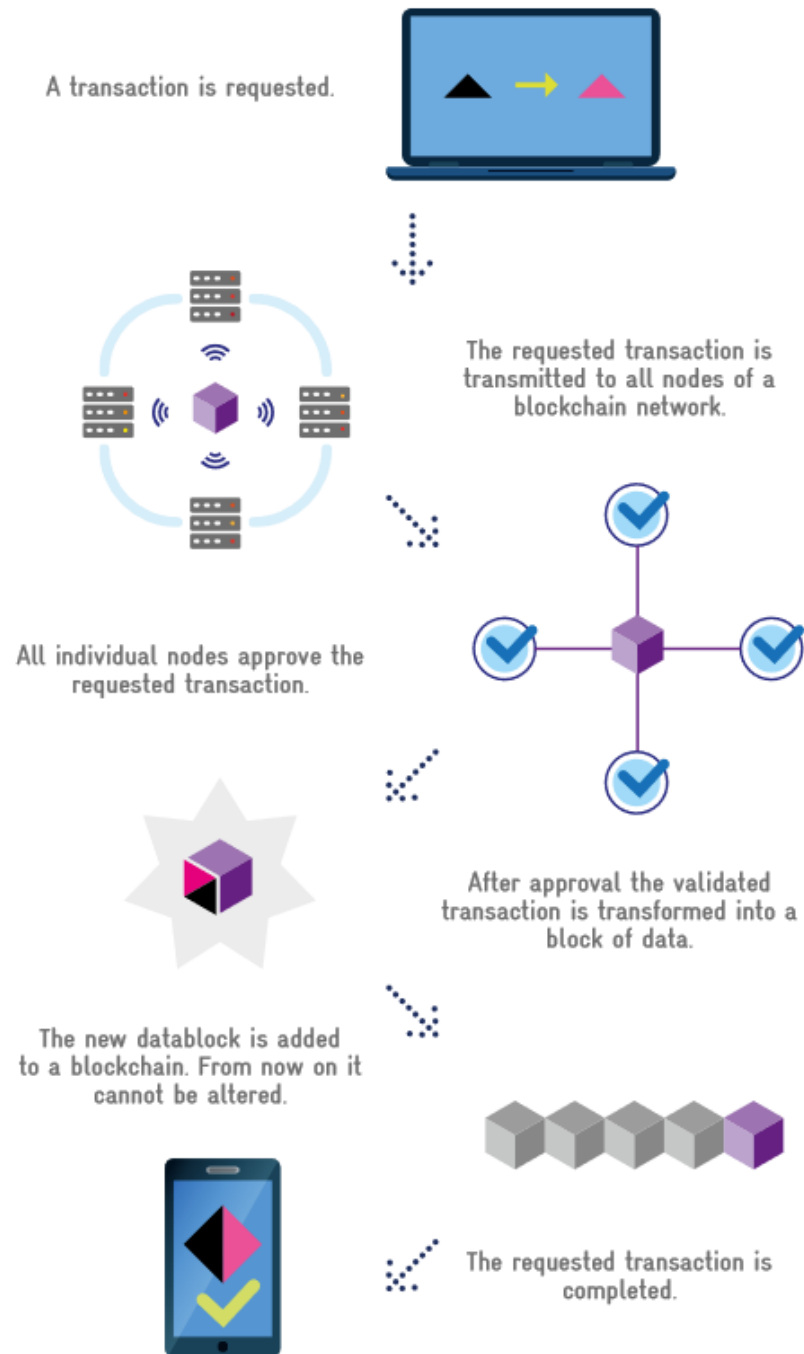 A transaction is requested.
The requested transaction is
transmitted to all nodes of a
blockchain network.
All individual nodes approve the
requested transaction.
After approval the validated
transaction is transformed into a
block of data.
The new datablock is added
to a blockchain. From now on it
cannot be altered.
The requested transaction is
completed.